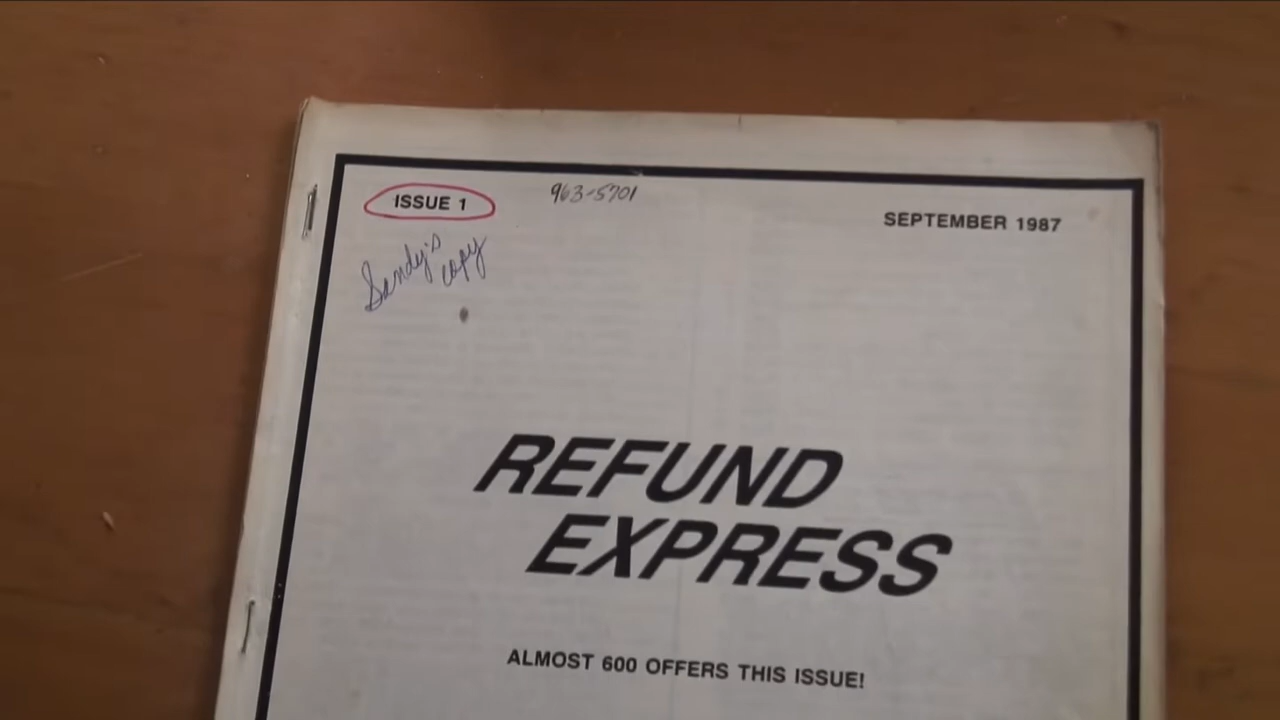 ISSUE 1
963-5701
SEPTEMBER 1987
Sandy's
copy
REFUND
EXPRESS
ALMOST 600 OFFERS THIS ISSUE!